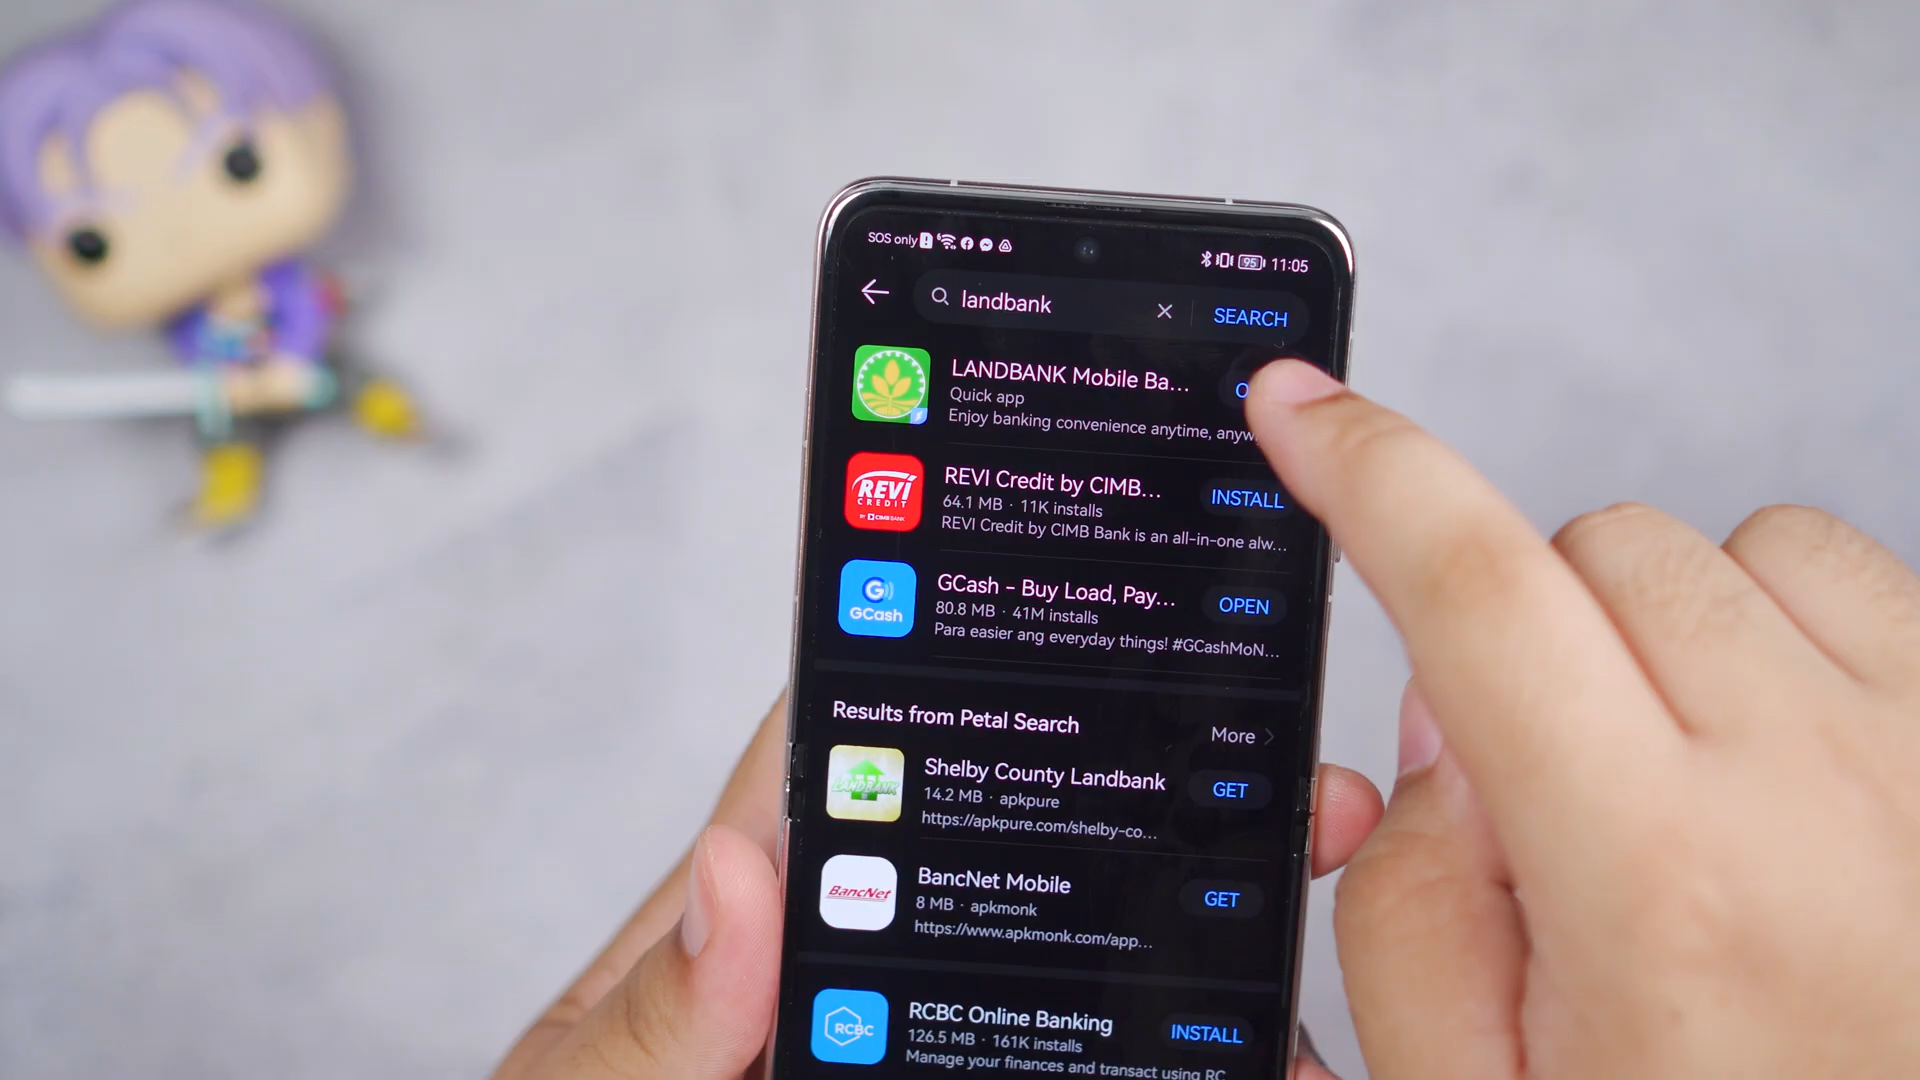 SOS only
95 11:05
landbank
SEARCH
LANDBANK Mobile Ba...
Quick app
Enjoy banking convenience anytime, anyw
REVI
CREDIT
BY CIMB BANK
REVI Credit by CIMB...
64.1 MB · 11K installs
REVI Credit by CIMB Bank is an all-in-one alw...
INSTALL
GCash
GCash - Buy Load, Pay...
80.8 MB · 41M installs
Para easier ang everyday things! #GCashMoN...
OPEN
Results from Petal Search
More
LANDBANK
Shelby County Landbank
14.2 MB · apkpure
https://apkpure.com/shelby-co...
GET
BancNet
BancNet Mobile
8 MB · apkmonk
https://www.apkmonk.com/app...
GET
RCBC
RCBC Online Banking
126.5 MB · 161K installs
Manage your finances and transact using RC
INSTALL